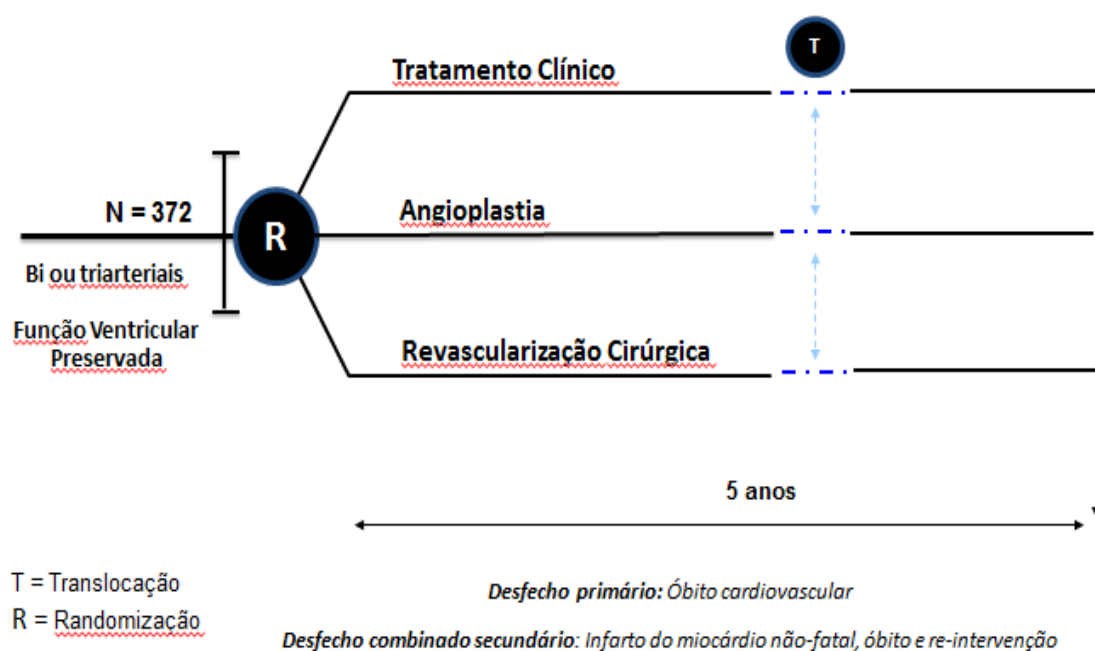 T
Tratamento Clínico
N = 372
R
Angioplastia
Bi ou triarteriais
Função Ventricular
Preservada
Revascularização Cirúrgica
5 anos
T = Translocação
R = Randomização
Desfecho primário: Óbito cardiovascular
Desfecho combinado secundário: Infarto do miocárdio não-fatal, óbito e re-intervenção